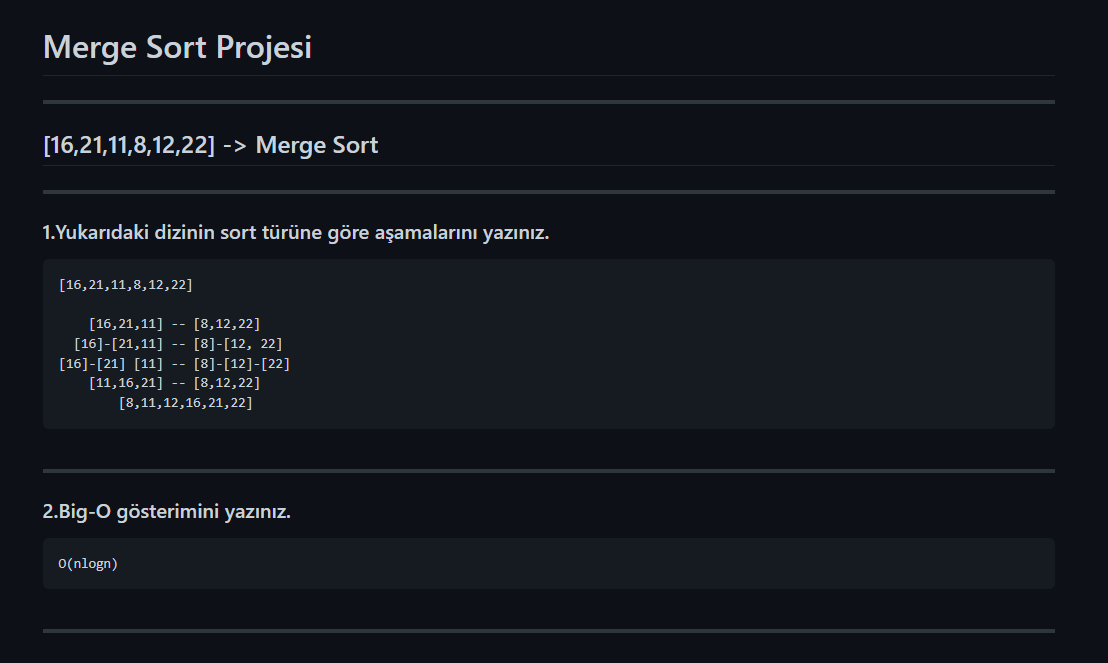 Merge Sort Projesi
[16,21,11,8,12,22] -> Merge Sort
1.Yukarıdaki dizinin sort türüne göre aşamalarını yazınız.
[16,21,11,8,12,22]
[16,21,11] -- [8,12,22]
[16]-[21,11] -- [8]-[12, 22]
[16]-[21] [11] -- [8]-[12]-[22]
[11,16,21] -- [8,12,22]
[8,11,12,16,21,22]
2.Big-O gösterimini yazınız.
O(nlogn)